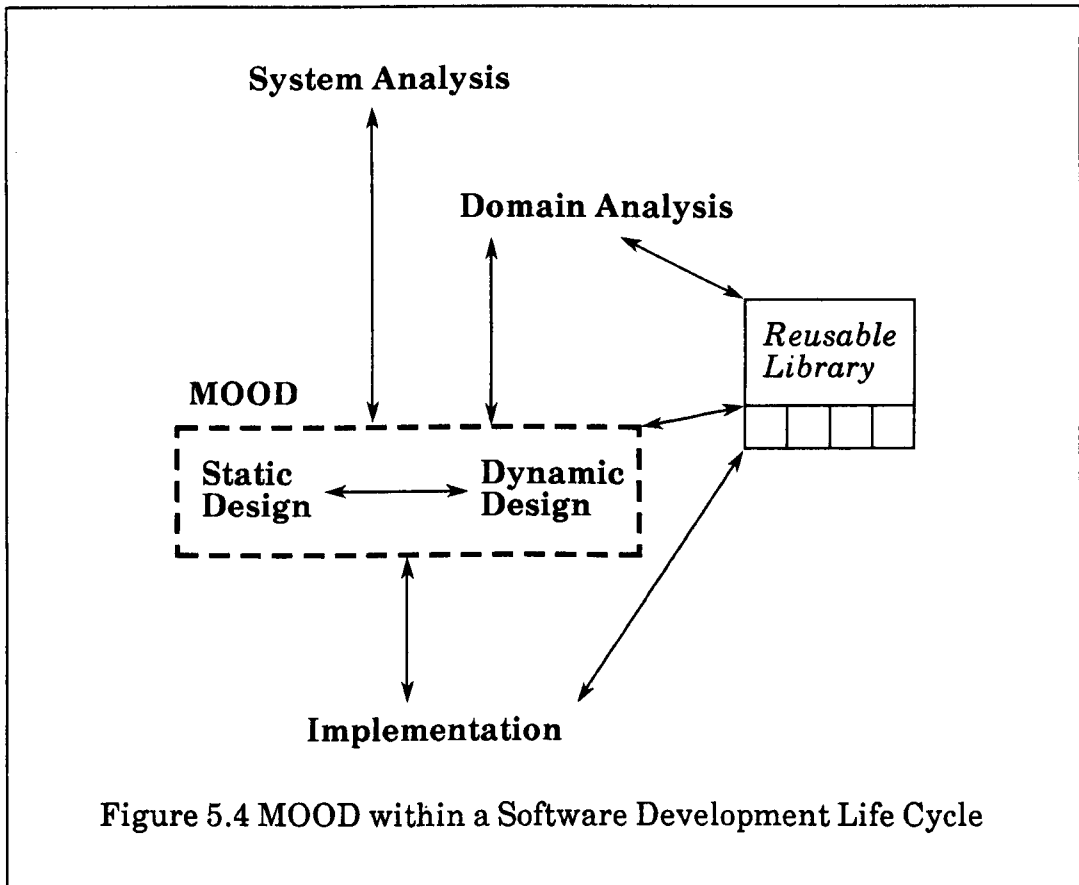 System Analysis
Domain Analysis
Reusable
Library
MOOD
Static
Design
Dynamic
Design
Implementation
Figure 5.4 MOOD within a Software Development Life Cycle